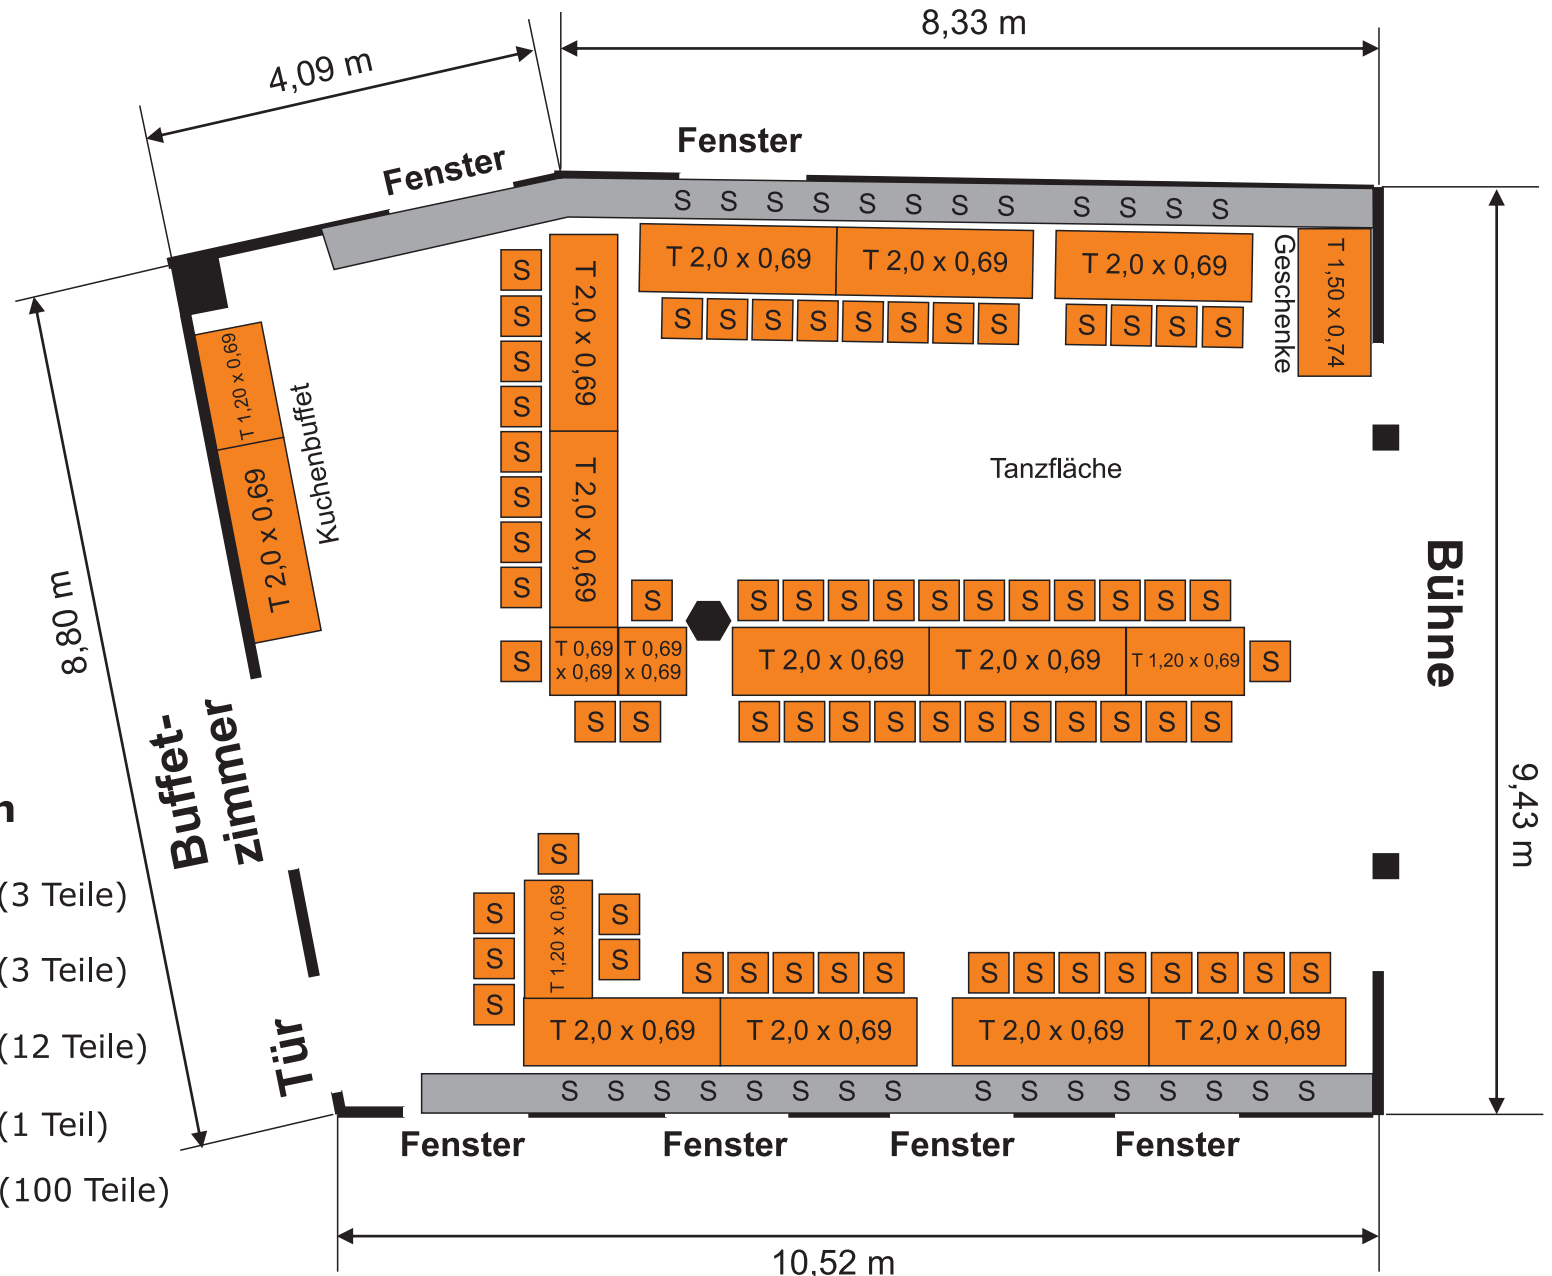 8,33 m
4,09 m
Fenster
Fenster
S S S S S S S S S S S S
T 2,0 x 0,69 T 2,0 x 0,69 T 2,0 x 0,69
S S S S S S S S S S S S
Geschenke
T 1,50 x 0,74
S
S
S
S
S
S
S
S
T 2,0 x 0,69
T 2,0 x 0,69
T 1,20 x 0,69
T 2,0 x 0,69
Kuchenbuffet
Tanzfläche
8,80 m
Bühne
9,43 m
S
S S S S S S S S S S S
S
T 0,69
x 0,69
T 0,69
x 0,69
T 2,0 x 0,69 T 2,0 x 0,69 T 1,20 x 0,69
S
S S
S S S S S S S S S S S
Buffet-
zimmer
n
(3 Teile)
(3 Teile)
(12 Teile)
(1 Teil)
(100 Teile)
Tür
S
S
S
S
T 1,20 x 0,69
S
S
S S S S S
S S S S S S S S
T 2,0 x 0,69 T 2,0 x 0,69 T 2,0 x 0,69 T 2,0 x 0,69
S S S S S S S S S S S S S S S S
Fenster Fenster Fenster Fenster
10,52 m